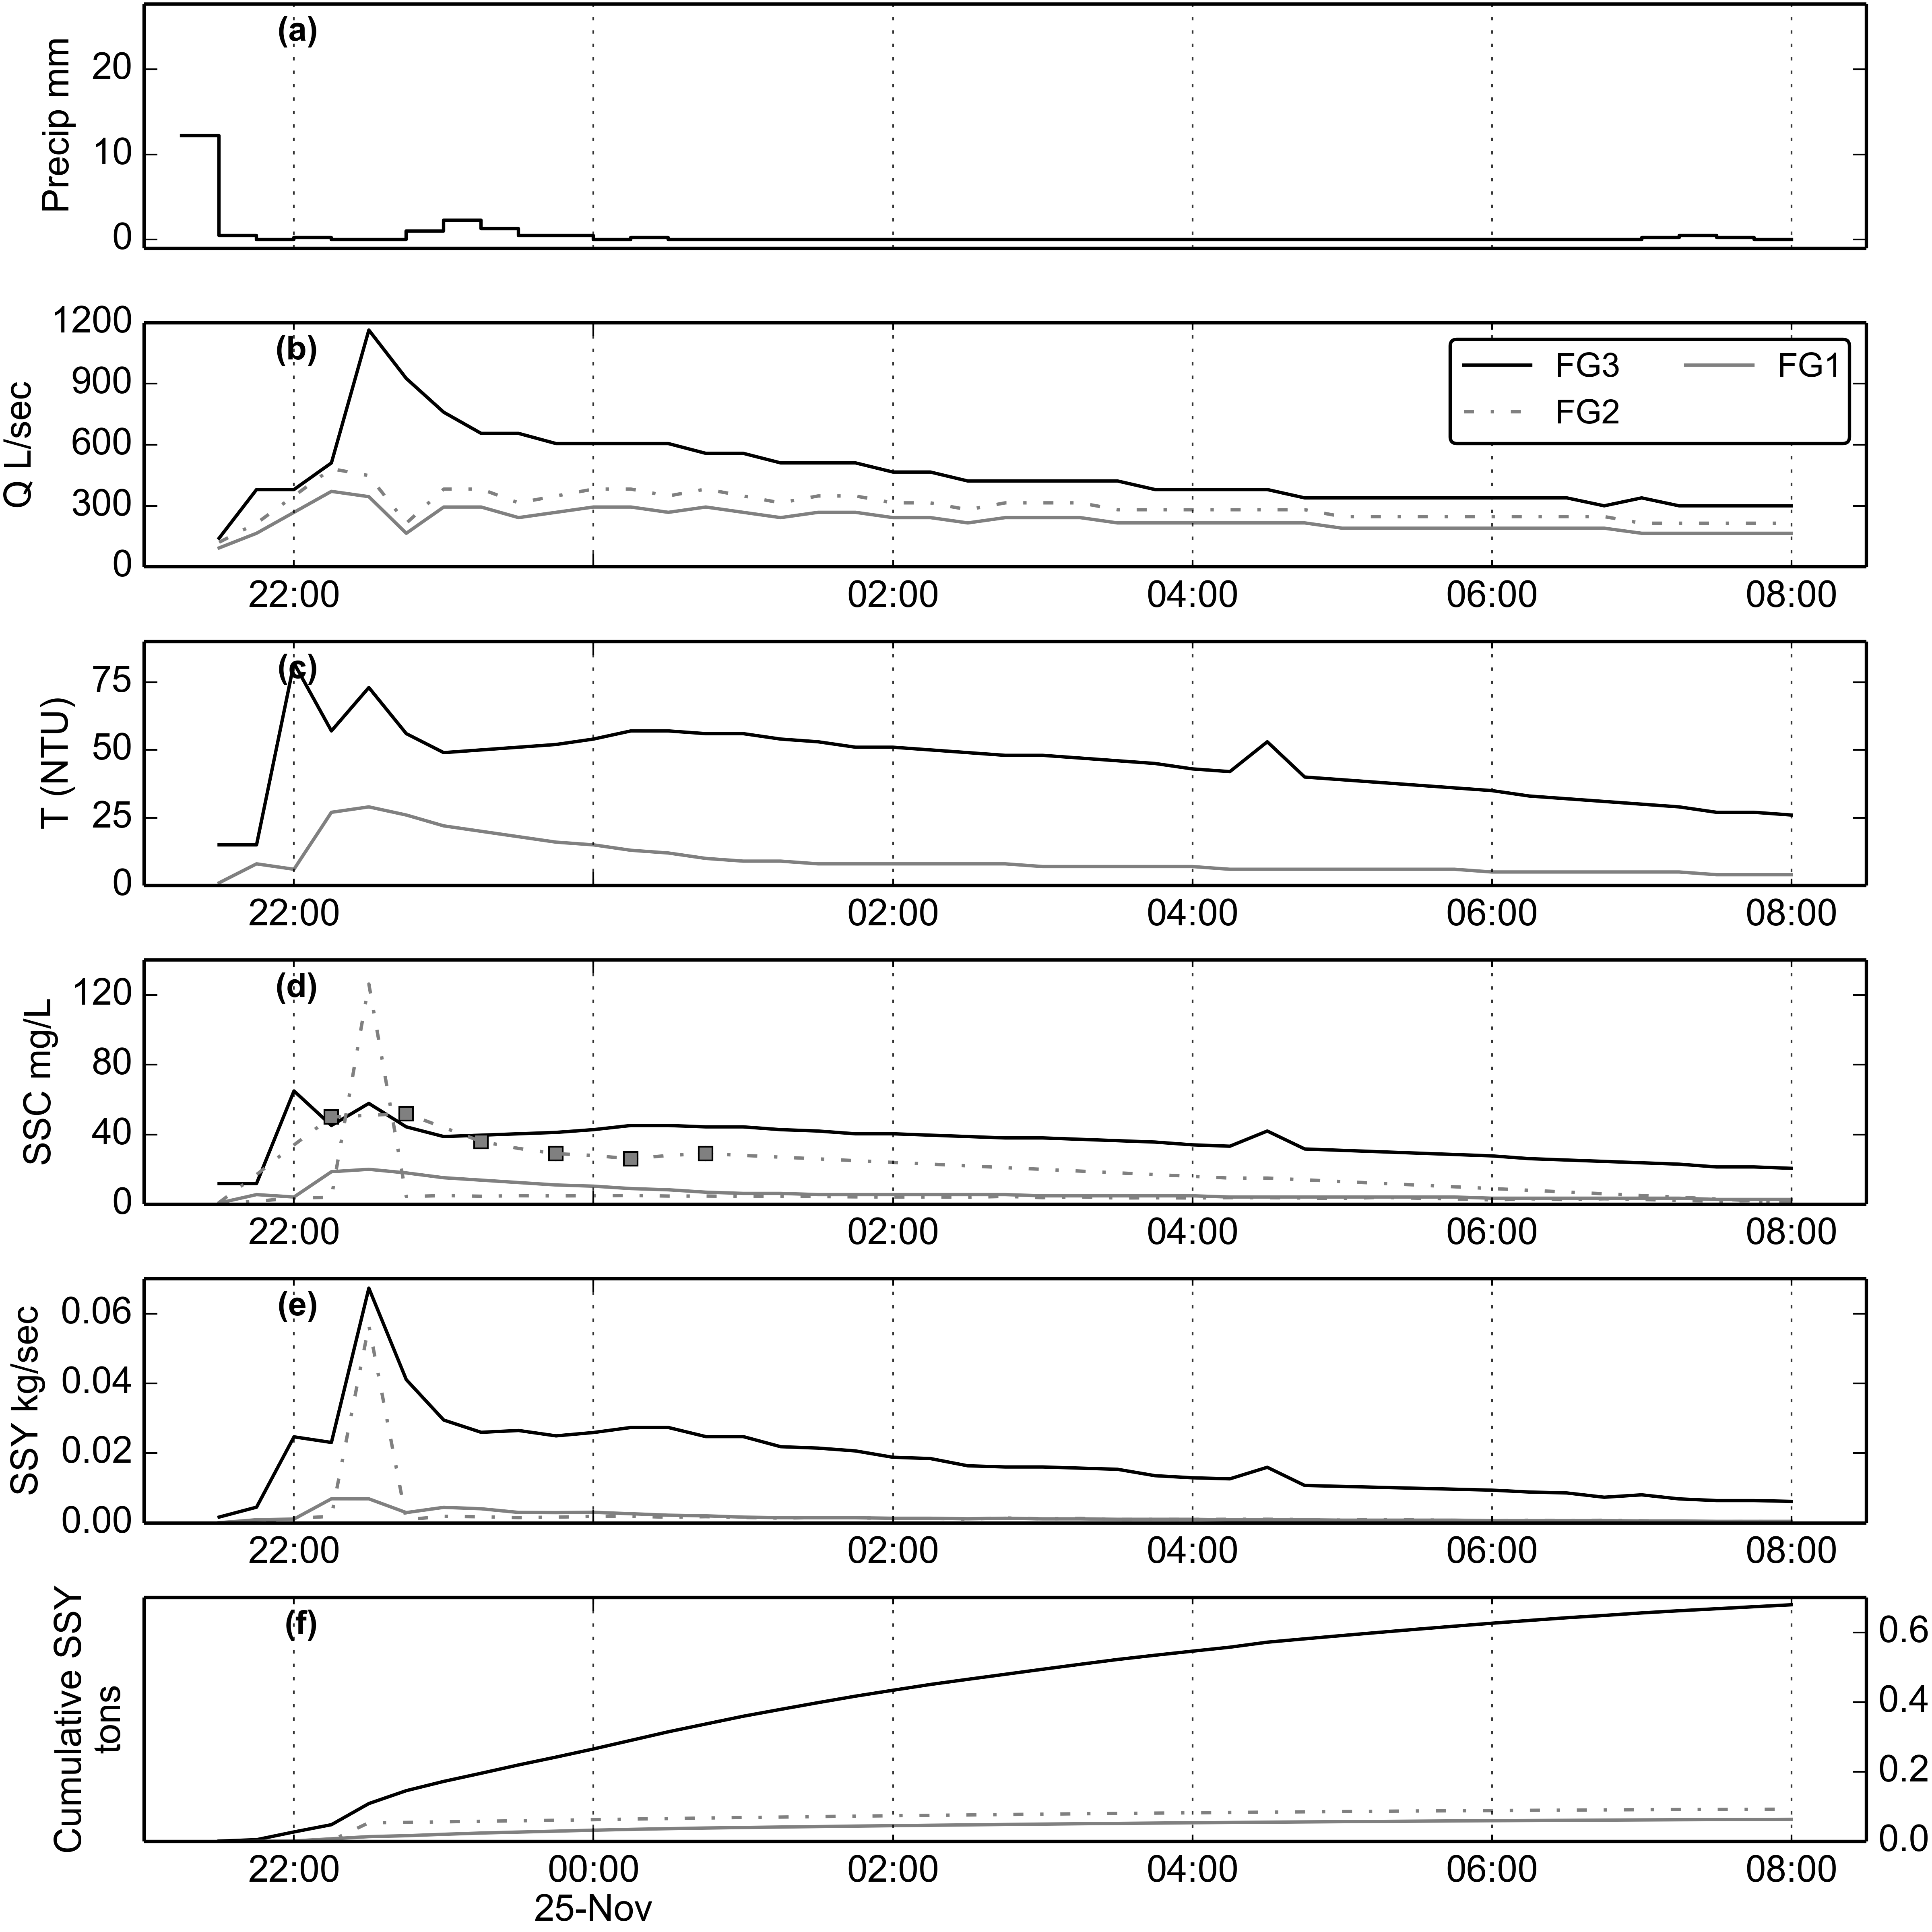 (a)
Precip mm
20
10
0
(b)
Q L/sec
1200
900
600
300
0
FG3 FG1
FG2
22:00 02:00 04:00 06:00 08:00
(c)
T (NTU)
75
50
25
0
22:00 02:00 04:00 06:00 08:00
(d)
SSC mg/L
120
80
40
0
22:00 02:00 04:00 06:00 08:00
(e)
SSY kg/sec
0.06
0.04
0.02
0.00
22:00 02:00 04:00 06:00 08:00
(f)
Cumulative SSY
tons
0.6
0.4
0.2
0.0
22:00 00:00 02:00 04:00 06:00 08:00
25-Nov